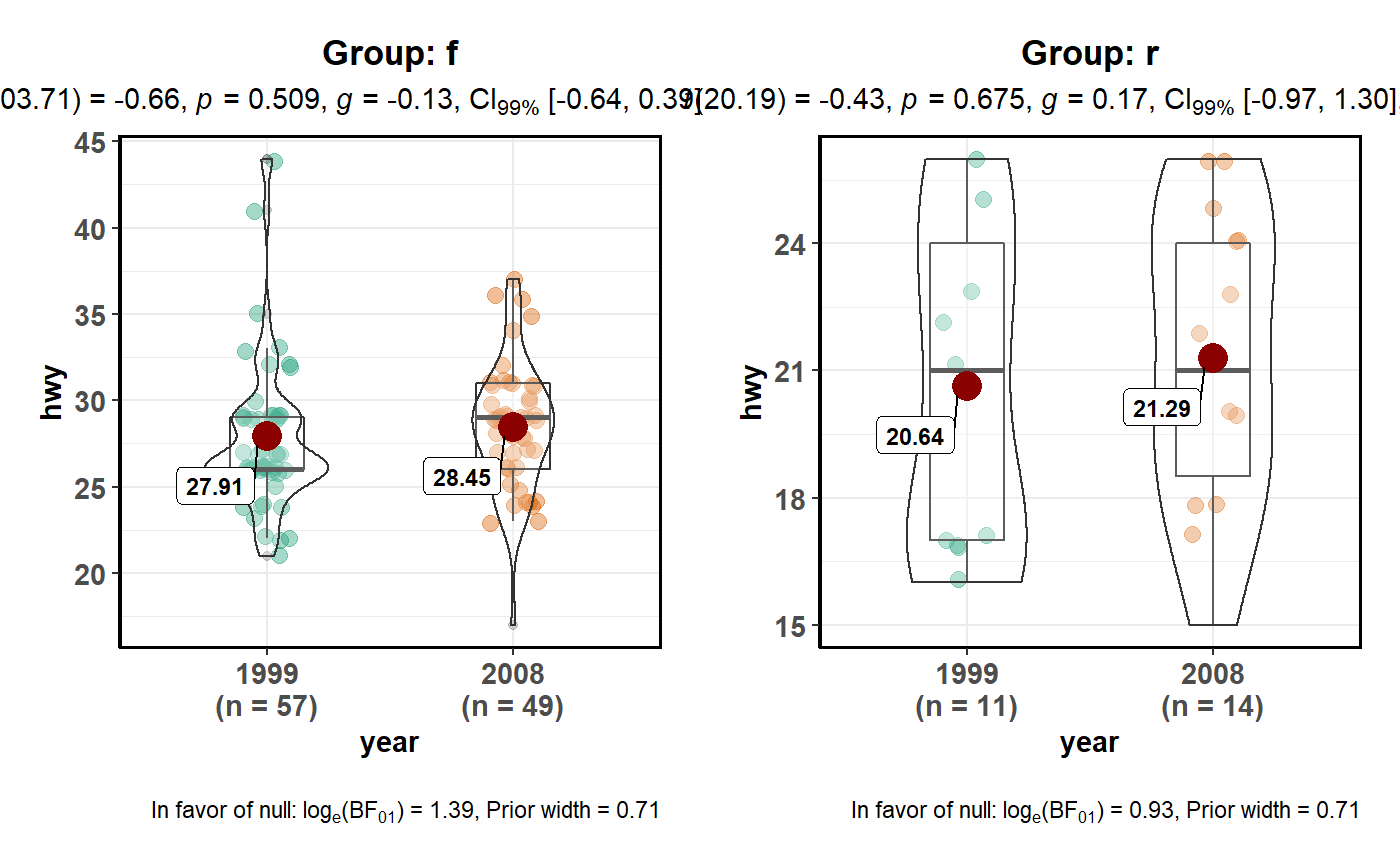 Group: f
03.71) = -0.66, p = 0.509, g = -0.13, CI99% [-0.64, 0.39]
hwy
45
40
35
30
25
20
27.91
28.45
1999
(n = 57)
2008
(n = 49)
year
In favor of null: loge(BF01) = 1.39, Prior width = 0.71
Group: r
(20.19) = -0.43, p = 0.675, g = 0.17, CI99% [-0.97, 1.30]
hwy
24
21
18
15
20.64
21.29
1999
(n = 11)
2008
(n = 14)
year
In favor of null: loge(BF01) = 0.93, Prior width = 0.71